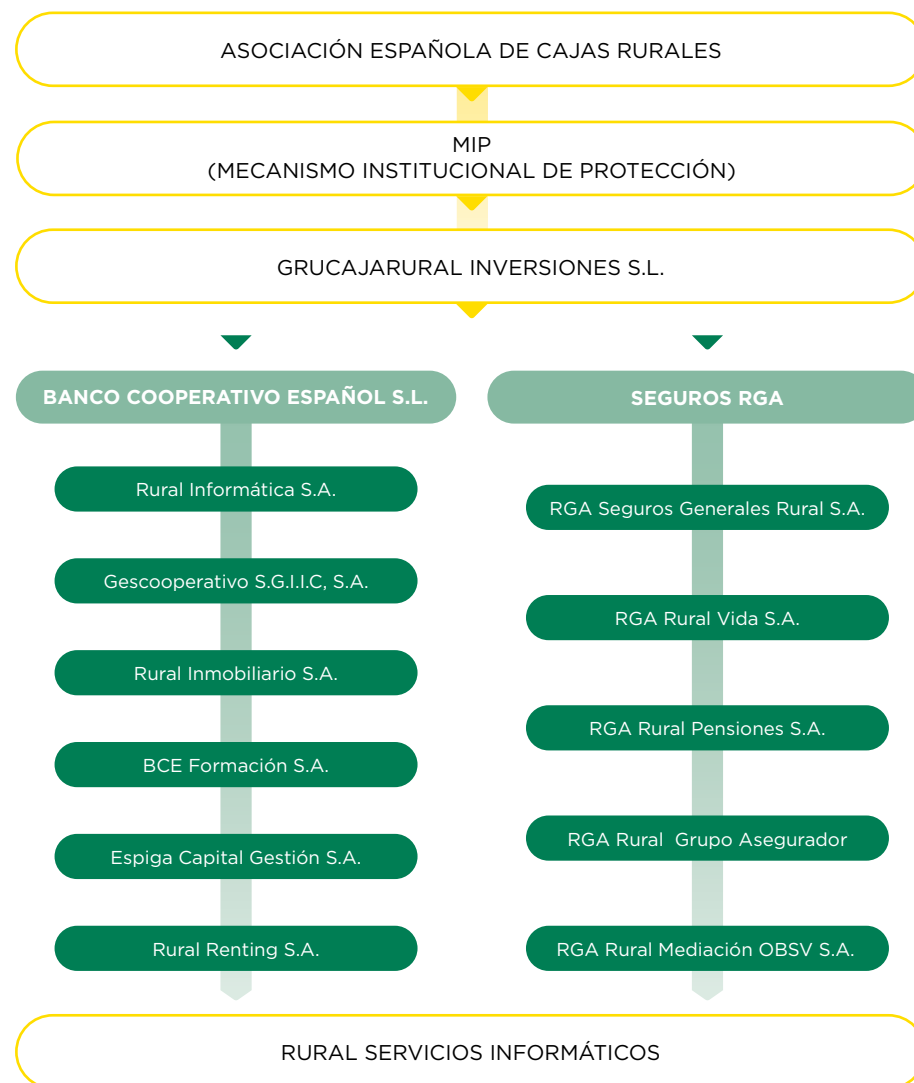 ASOCIACIÓN ESPAÑOLA DE CAJAS RURALES
MIP
(MECANISMO INSTITUCIONAL DE PROTECCIÓN)
GRUCAJARURAL INVERSIONES S.L.
BANCO COOPERATIVO ESPAÑOL S.L.
Rural Informática S.A.
Gescooperativo S.G.I.I.C, S.A.
Rural Inmobiliario S.A.
BCE Formación S.A.
Espiga Capital Gestión S.A.
Rural Renting S.A.
SEGUROS RGA
RGA Seguros Generales Rural S.A.
RGA Rural Vida S.A.
RGA Rural Pensiones S.A.
RGA Rural  Grupo Asegurador
RGA Rural Mediación OBSV S.A.
RURAL SERVICIOS INFORMÁTICOS